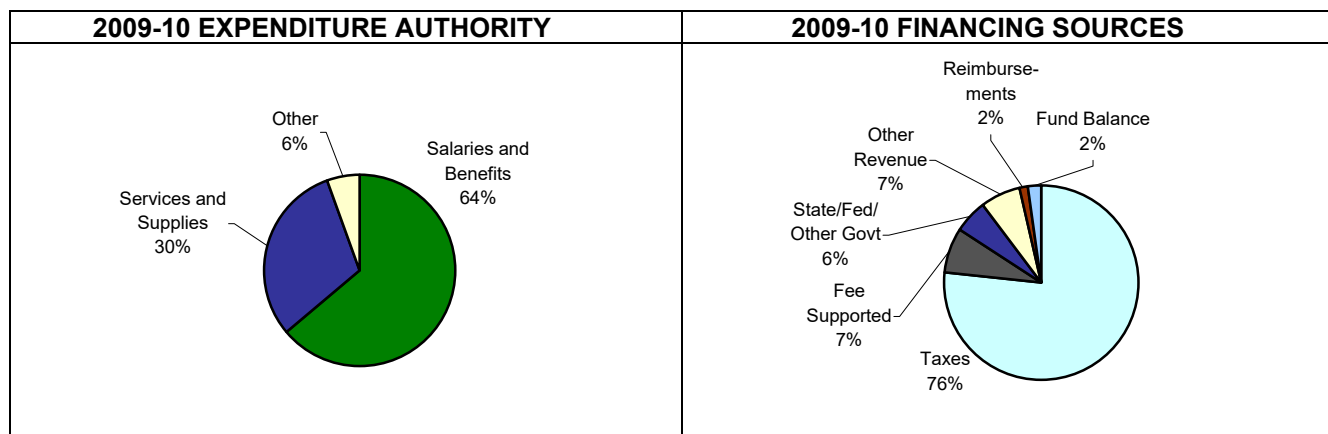 2009-10 EXPENDITURE AUTHORITY
Other
6%
Salaries and
Benefits
64%
Services and
Supplies
30%
2009-10 FINANCING SOURCES
Reimburse-
ments
2%
Fund Balance
2%
Other
Revenue
7%
State/Fed/
Other Govt
6%
Fee
Supported
7%
Taxes
76%